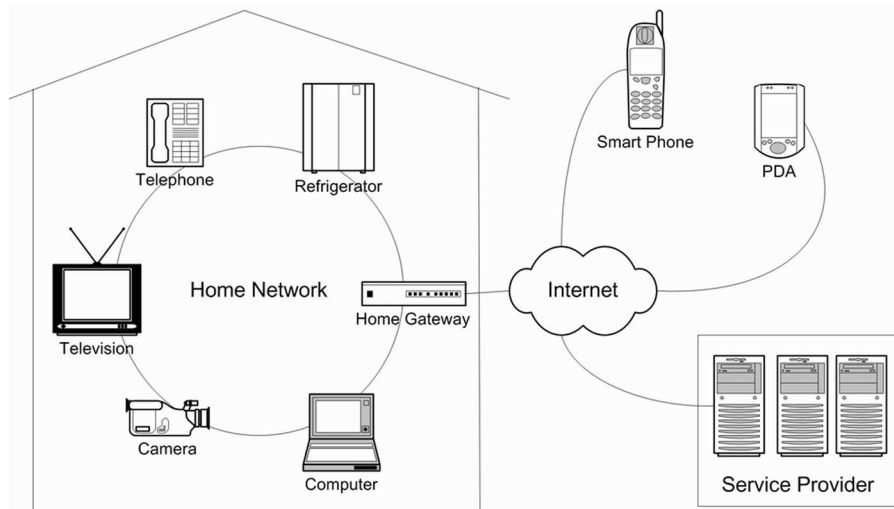 Smart Phone
PDA
Telephone
Refrigerator
Home Network
Internet
Home Gateway
Television
Camera
Computer
Service Provider